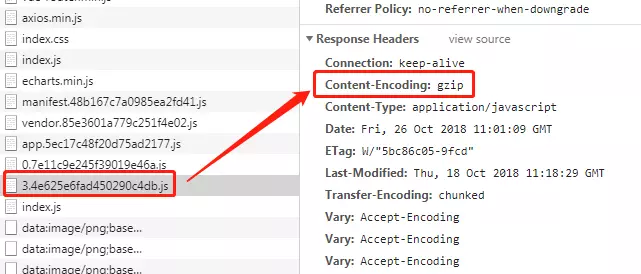 axios.min.js
index.css
index.js
echarts.min.js
manifest.48b167c7a0985ea2fd41.js
vendor.85e3601a779c251f4e02.js
app.5ec17c48f20d75ad2177.js
0.7e11c9e245f39019e46a.js
3.4e625e6fad450290c4db.js
index.js
data:image/png;base...
data:image/png;base...
data:image/png;base...
Referrer Policy: no-referrer-when-downgrade
Response Headers view source
Connection: keep-alive
Content-Encoding: gzip
Content-Type: application/javascript
Date: Fri, 26 Oct 2018 11:01:09 GMT
ETag: W/"5bc86c05-9fcd"
Last-Modified: Thu, 18 Oct 2018 11:18:29 GMT
Transfer-Encoding: chunked
Vary: Accept-Encoding
Vary: Accept-Encoding
Vary: Accept-Encoding